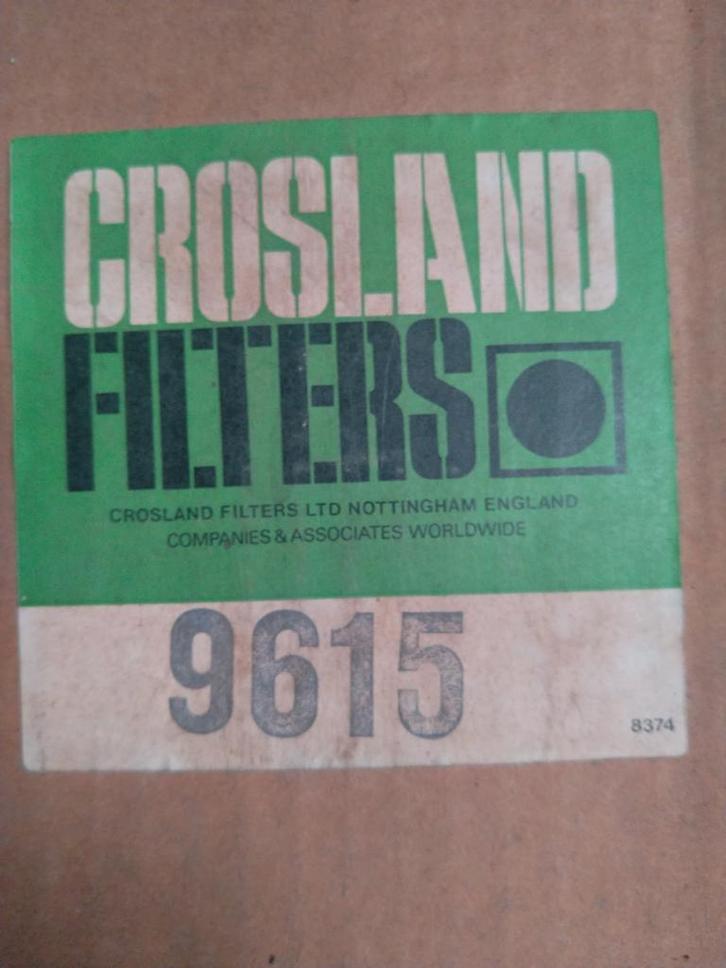 CROSLAND
FILTERS
CROSLAND FILTERS LTD NOTTINGHAM ENGLAND
COMPANIES & ASSOCIATES WORLDWIDE
9615
8374